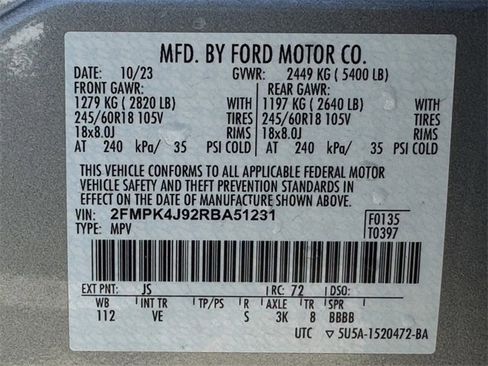 MFD. BY FORD MOTOR CO.
DATE: 10/23 GVWR: 2449 KG ( 5400 LB)
FRONT GAWR: REAR GAWR:
1279 KG ( 2820 LB) WITH 1197 KG ( 2640 LB) WITH
245/60R18 105V TIRES 245/60R18 105V TIRES
18x8.0J RIMS 18x8.0J RIMS
AT 240 kPa/ 35 PSI COLD AT 240 kPa/ 35 PSI COLD
THIS VEHICLE CONFORMS TO ALL APPLICABLE FEDERAL MOTOR
VEHICLE SAFETY AND THEFT PREVENTION STANDARDS IN
EFFECT ON THE DATE OF MANUFACTURE SHOWN ABOVE.
VIN: 2FMPK4J92RBA51231 F0135
TYPE: MPV T0397
EXT PNT: JS RC: 72 DSO:
WB INT TR TP/PS R AXLE TR SPR
112 VE S 3K 8 BBBB
UTC ▽5U5A-1520472-BA